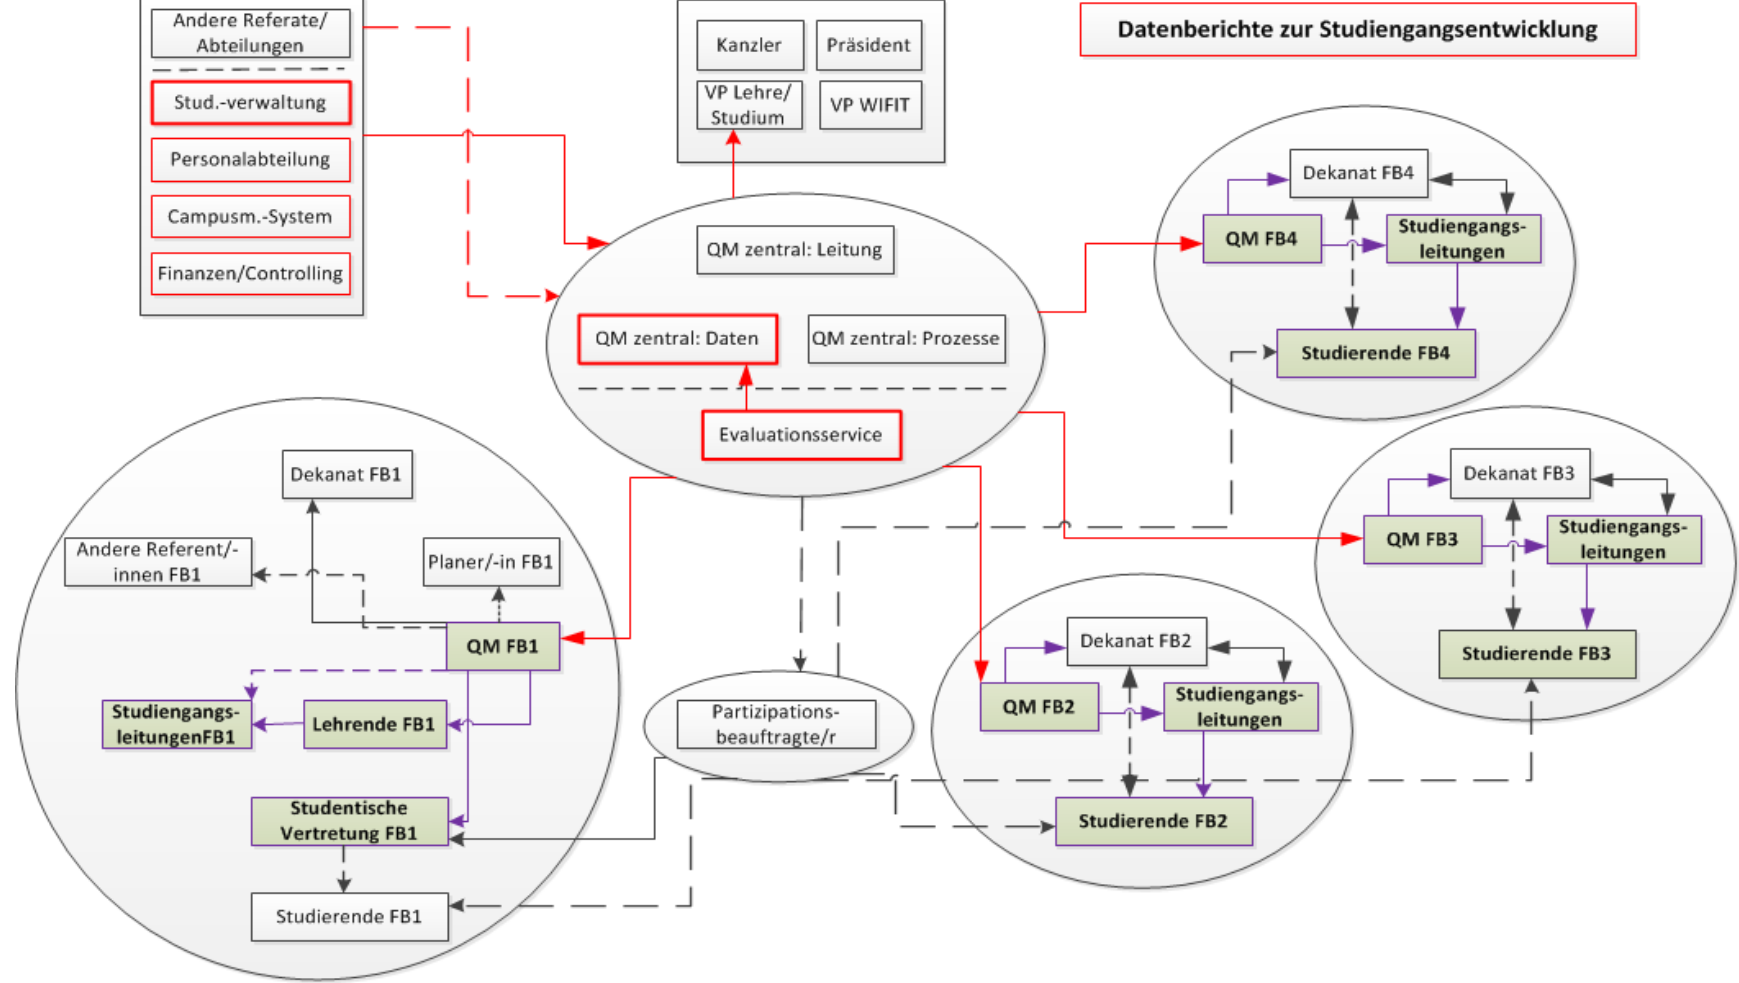 Andere Referate/
Abteilungen
Stud.-verwaltung
Personalabteilung
Campusm.-System
Finanzen/Controlling
Kanzler
Präsident
VP Lehre/
Studium
VP WIFIT
Datenberichte zur Studiengangsentwicklung
QM zentral: Leitung
QM zentral: Daten
QM zentral: Prozesse
Evaluationsservice
Dekanat FB4
QM FB4
Studiengangs-
leitungen
Studierende FB4
Dekanat FB3
QM FB3
Studiengangs-
leitungen
Studierende FB3
Dekanat FB1
Andere Referent/-
innen FB1
Planer/-in FB1
QM FB1
Studiengangs-
leitungenFB1
Lehrende FB1
Studentische
Vertretung FB1
Studierende FB1
Partizipations-
beauftragte/r
Dekanat FB2
QM FB2
Studiengangs-
leitungen
Studierende FB2